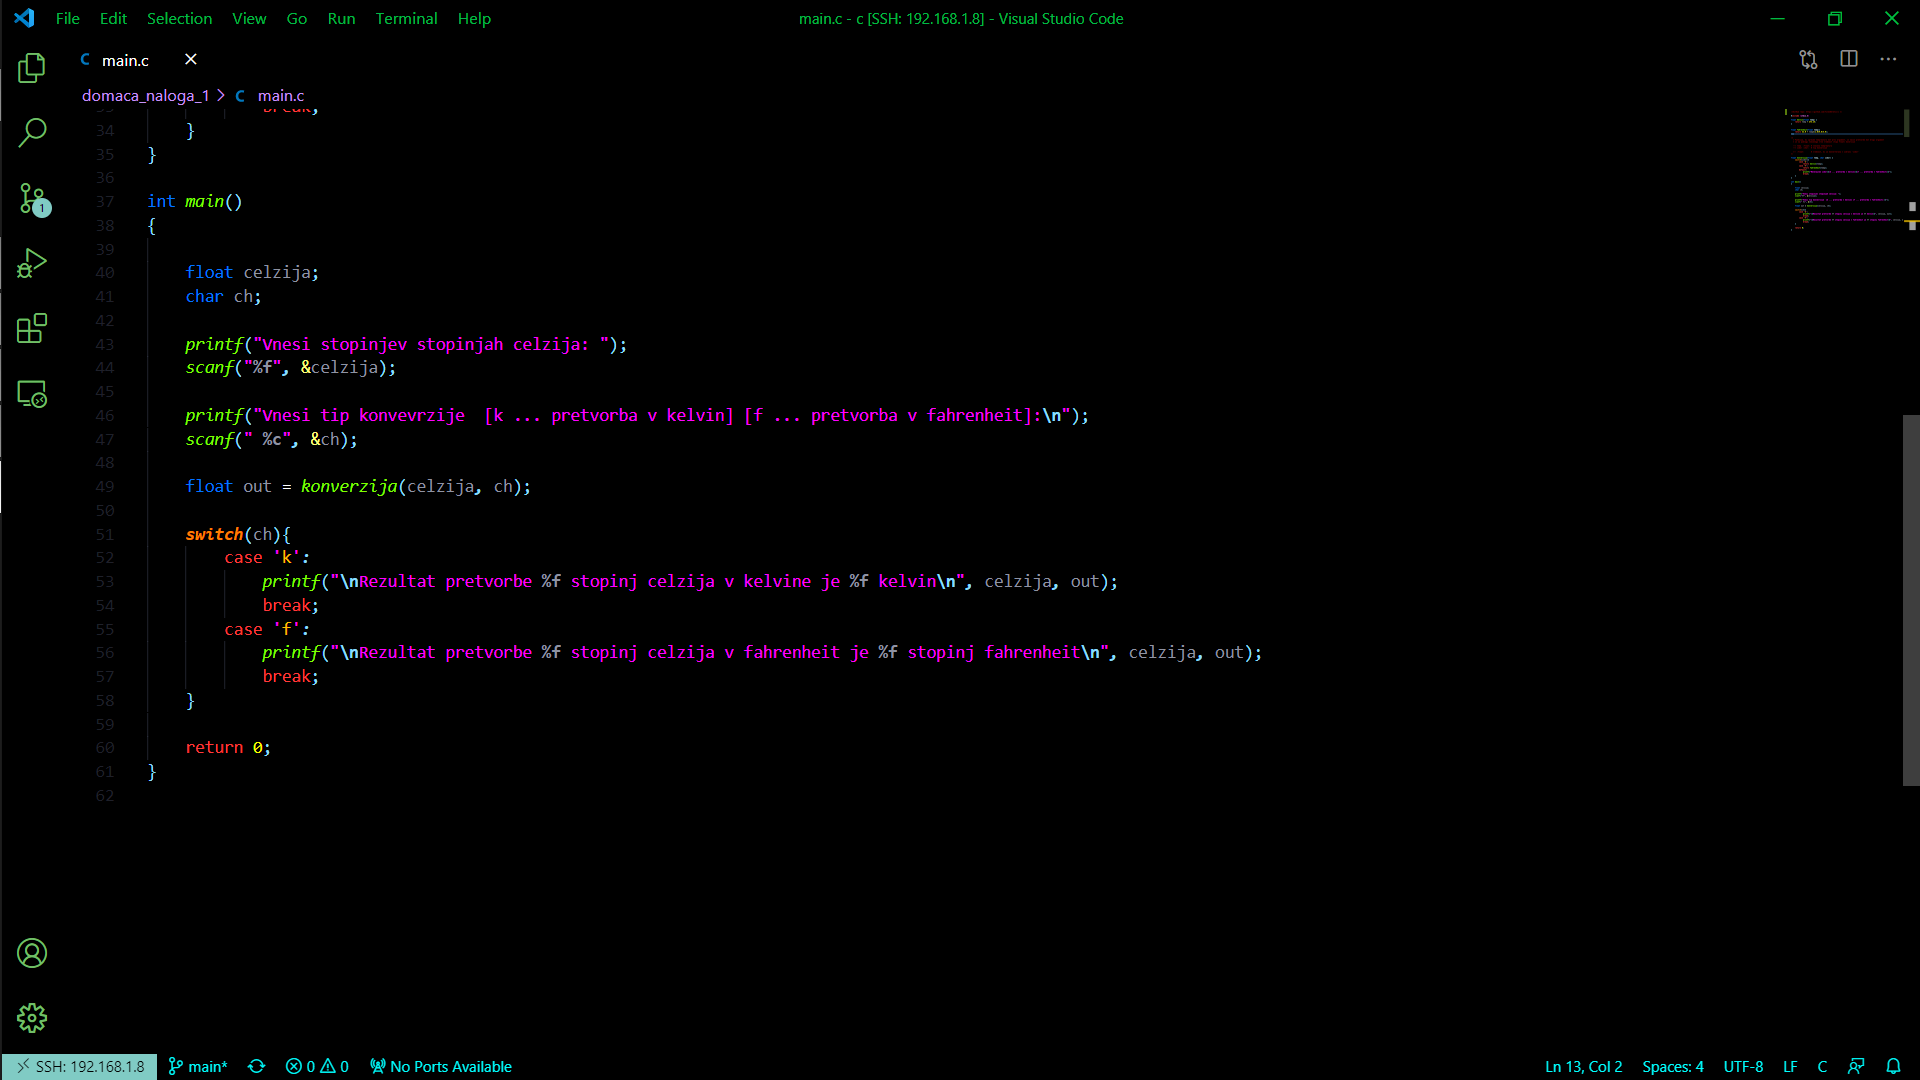 File Edit Selection View Go Run Terminal Help
main.c - c [SSH: 192.168.1.8] - Visual Studio Code
C main.c
domaca_naloga_1 > C main.c
34 }
35 }
36
37 int main()
38 {
39
40 float celzija;
41 char ch;
42
43 printf("Vnesi stopinjev stopinjah celzija: ");
44 scanf("%f", &celzija);
45
46 printf("Vnesi tip konvevrzije  [k ... pretvorba v kelvin] [f ... pretvorba v fahrenheit]:\n");
47 scanf(" %c", &ch);
48
49 float out = konverzija(celzija, ch);
50
51 switch(ch){
52 case 'k':
53 printf("\nRezultat pretvorbe %f stopinj celzija v kelvine je %f kelvin\n", celzija, out);
54 break;
55 case 'f':
56 printf("\nRezultat pretvorbe %f stopinj celzija v fahrenheit je %f stopinj fahrenheit\n", celzija, out);
57 break;
58 }
59
60 return 0;
61 }
62
1
SSH: 192.168.1.8 main* 0 0 No Ports Available Ln 13, Col 2 Spaces: 4 UTF-8 LF C